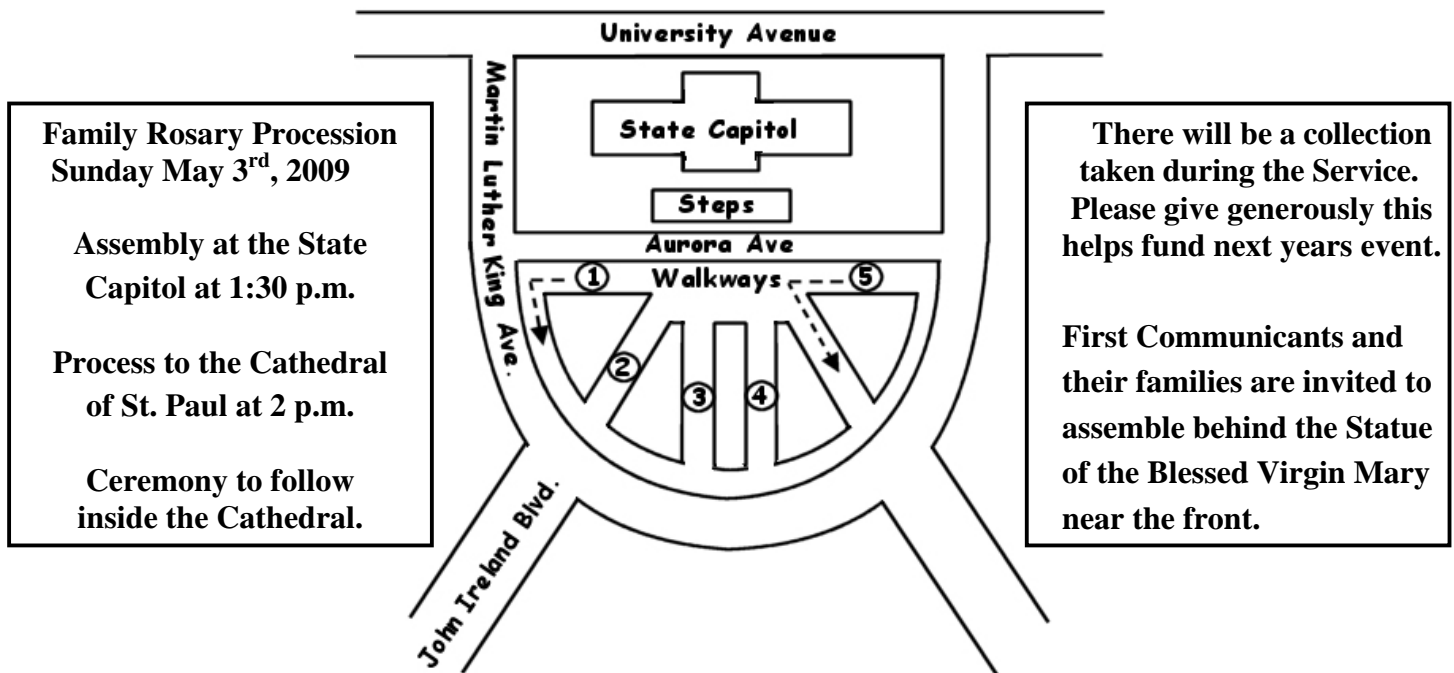 University Avenue
Martin Luther King Ave.
State Capitol
Steps
Aurora Ave
Walkways
1
5
2
3
4
John Ireland Blvd.
Family Rosary Procession
Sunday May 3rd, 2009
Assembly at the State
Capitol at 1:30 p.m.
Process to the Cathedral
of St. Paul at 2 p.m.
Ceremony to follow
inside the Cathedral.
There will be a collection
taken during the Service.
Please give generously this
helps fund next years event.
First Communicants and
their families are invited to
assemble behind the Statue
of the Blessed Virgin Mary
near the front.